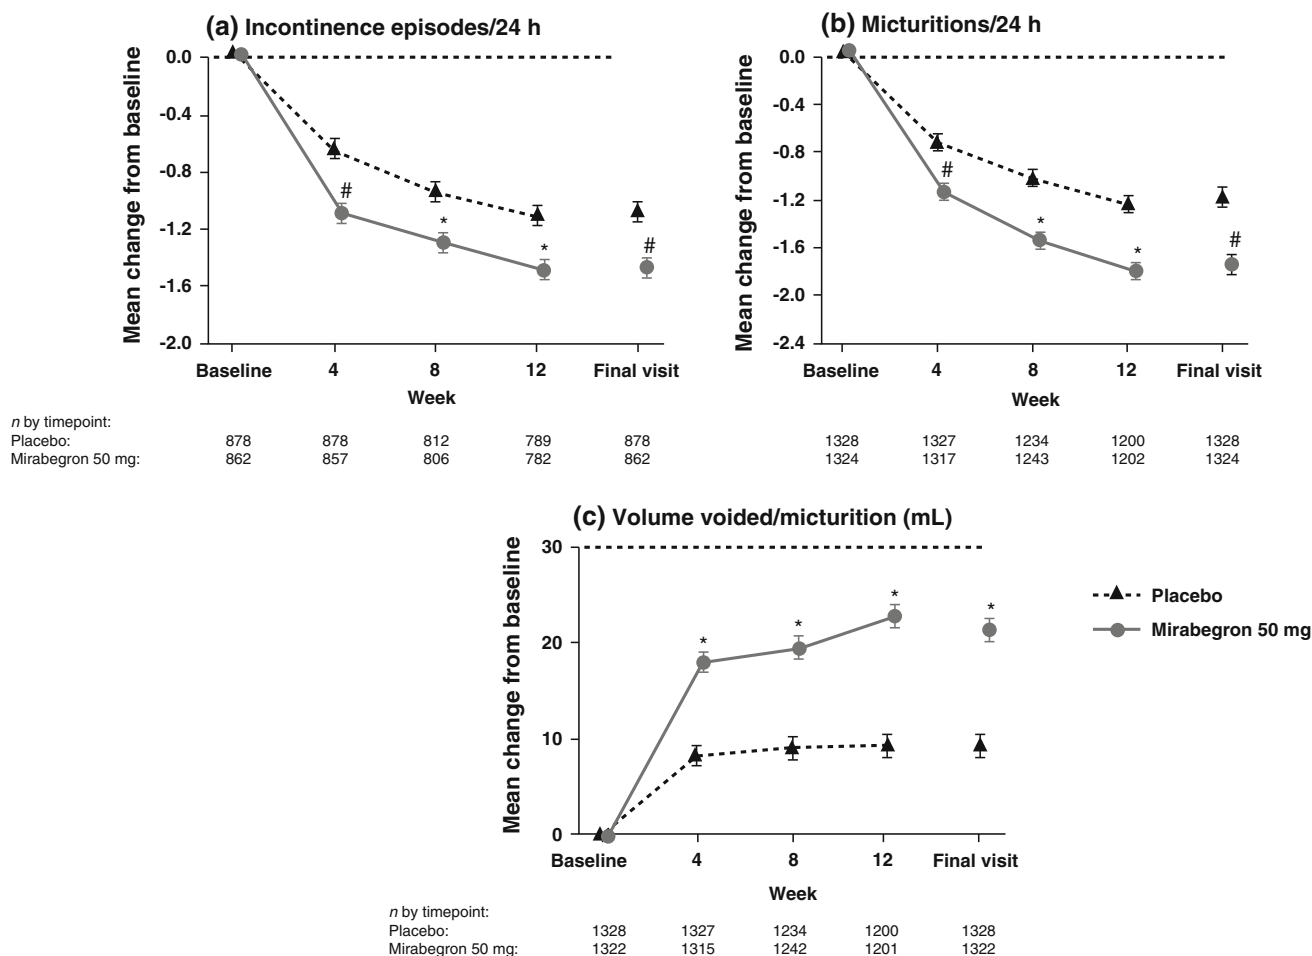 (a) Incontinence episodes/24 h
Mean change from baseline
0.0
-0.4
-0.8
-1.2
-1.6
-2.0
#
*
*
#
Baseline 4 8 12 Final visit
Week
n by timepoint:
Placebo: 878 878 812 789 878
Mirabegron 50 mg: 862 857 806 782 862
(b) Micturitions/24 h
Mean change from baseline
0.0
-0.4
-0.8
-1.2
-1.6
-2.0
-2.4
#
*
*
#
Baseline 4 8 12 Final visit
Week
1328 1327 1234 1200 1328
1324 1317 1243 1202 1324
(c) Volume voided/micturition (mL)
Mean change from baseline
30
20
10
0
*
*
*
*
Baseline 4 8 12 Final visit
Week
n by timepoint:
Placebo: 1328 1327 1234 1200 1328
Mirabegron 50 mg: 1322 1315 1242 1201 1322
Placebo
Mirabegron 50 mg